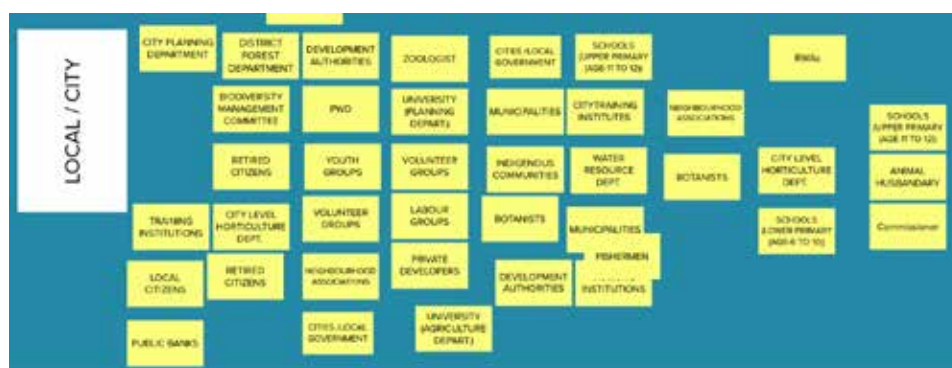 LOCAL / CITY
CITY PLANNING
DEPARTMENT
DISTRICT
FOREST
DEPARTMENT
DEVELOPMENT
AUTHORITIES
ZOOLOGIST
CITIES /LOCAL
GOVERNMENT
SCHOOLS
(UPPER PRIMARY
(AGE 11 TO 12)
BIODIVERSITY
MANAGEMENT
COMMITTEE
PWD
UNIVERSITY
(PLANNING
DEPART.)
MUNICIPALITIES
CITYTRAINING
INSTITUTES
NEIGHBOURHOOD
ASSOCIATIONS
SCHOOLS
(UPPER PRIMARY
(AGE 11 TO 12)
RETIRED
CITIZENS
YOUTH
GROUPS
VOLUNTEER
GROUPS
INDIGENOUS
COMMUNITIES
WATER
RESOURCE
DEPT.
BOTANISTS
CITY LEVEL
HORTICULTURE
DEPT.
ANIMAL
HUSBANDARY
TRAINING
INSTITUTIONS
CITY LEVEL
HORTICULTURE
DEPT.
VOLUNTEER
GROUPS
LABOUR
GROUPS
BOTANISTS
MUNICIPALITIES
SCHOOLS
(LOWER PRIMARY
(AGE 6 TO 10)
Commissioner
LOCAL
CITIZENS
RETIRED
CITIZENS
NEIGHBOURHOOD
ASSOCIATIONS
PRIVATE
DEVELOPERS
DEVELOPMENT
AUTHORITIES
FISHERMEN
INSTITUTIONS
PUBLIC BANKS
CITIES /LOCAL
GOVERNMENT
UNIVERSITY
(AGRICULTURE
DEPART.)